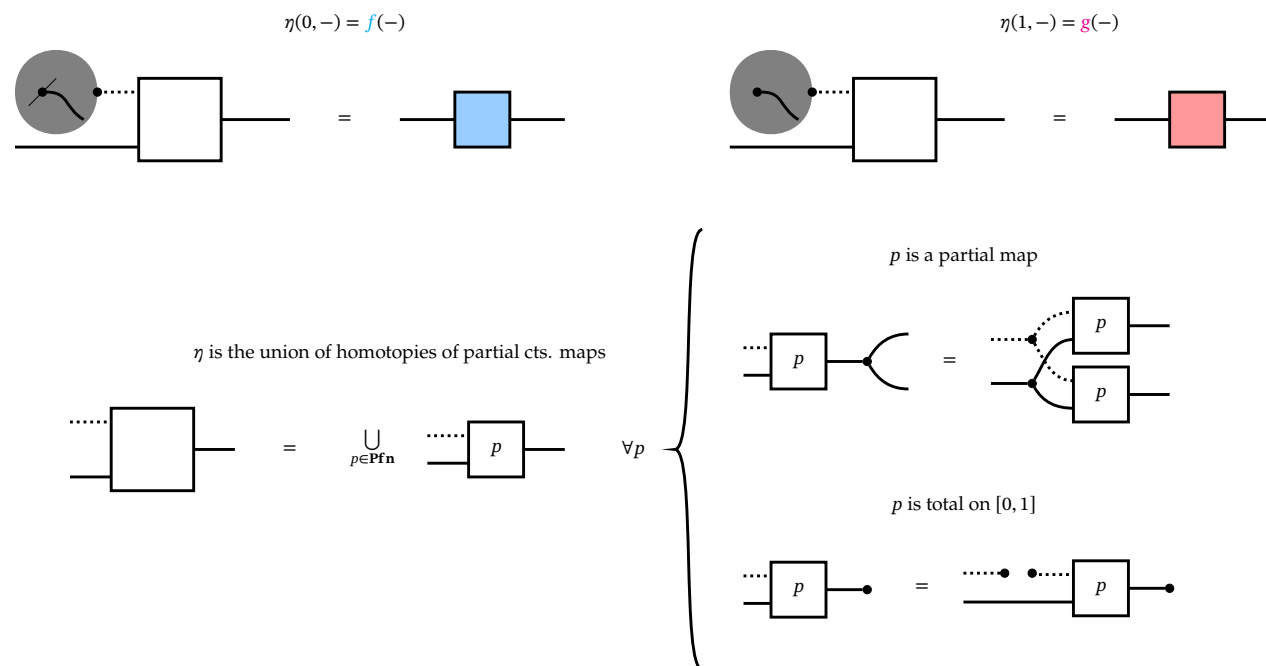 η(0, −) = f(−)
η(1, −) = g(−)
=
=
p is a partial map
p
=
p
p
η is the union of homotopies of partial cts. maps
=
⋃
p∈Pfn
p
∀p
p is total on [0, 1]
p
=
p